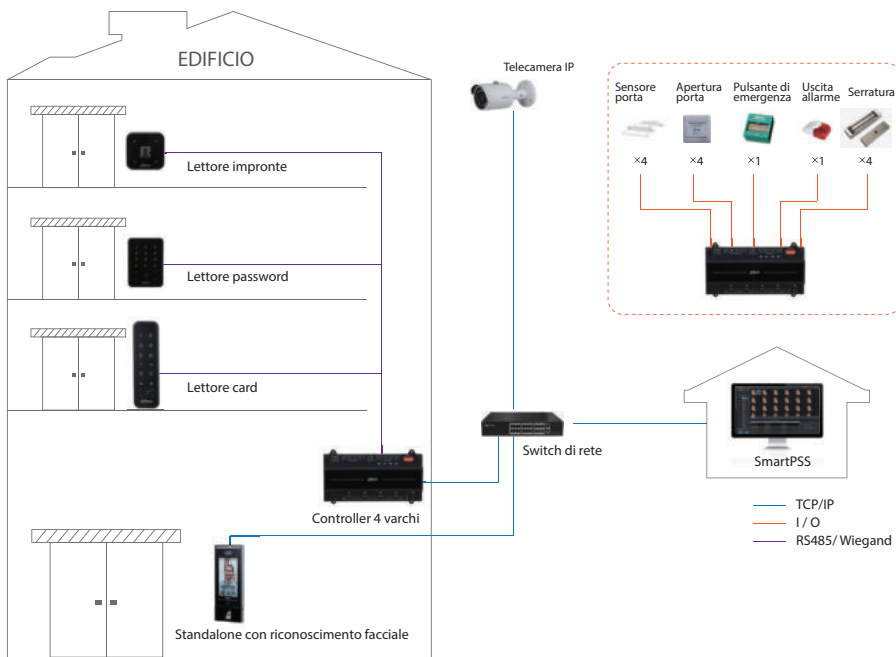 EDIFICIO
Telecamera IP
Sensore porta
Apertura porta
Pulsante di emergenza
Uscita allarme
Serratura
×4
×4
×1
×1
×4
Lettore impronte
Lettore password
Lettore card
Controller 4 varchi
Switch di rete
SmartPSS
TCP/IP
I / O
RS485/ Wiegand
Standalone con riconoscimento facciale